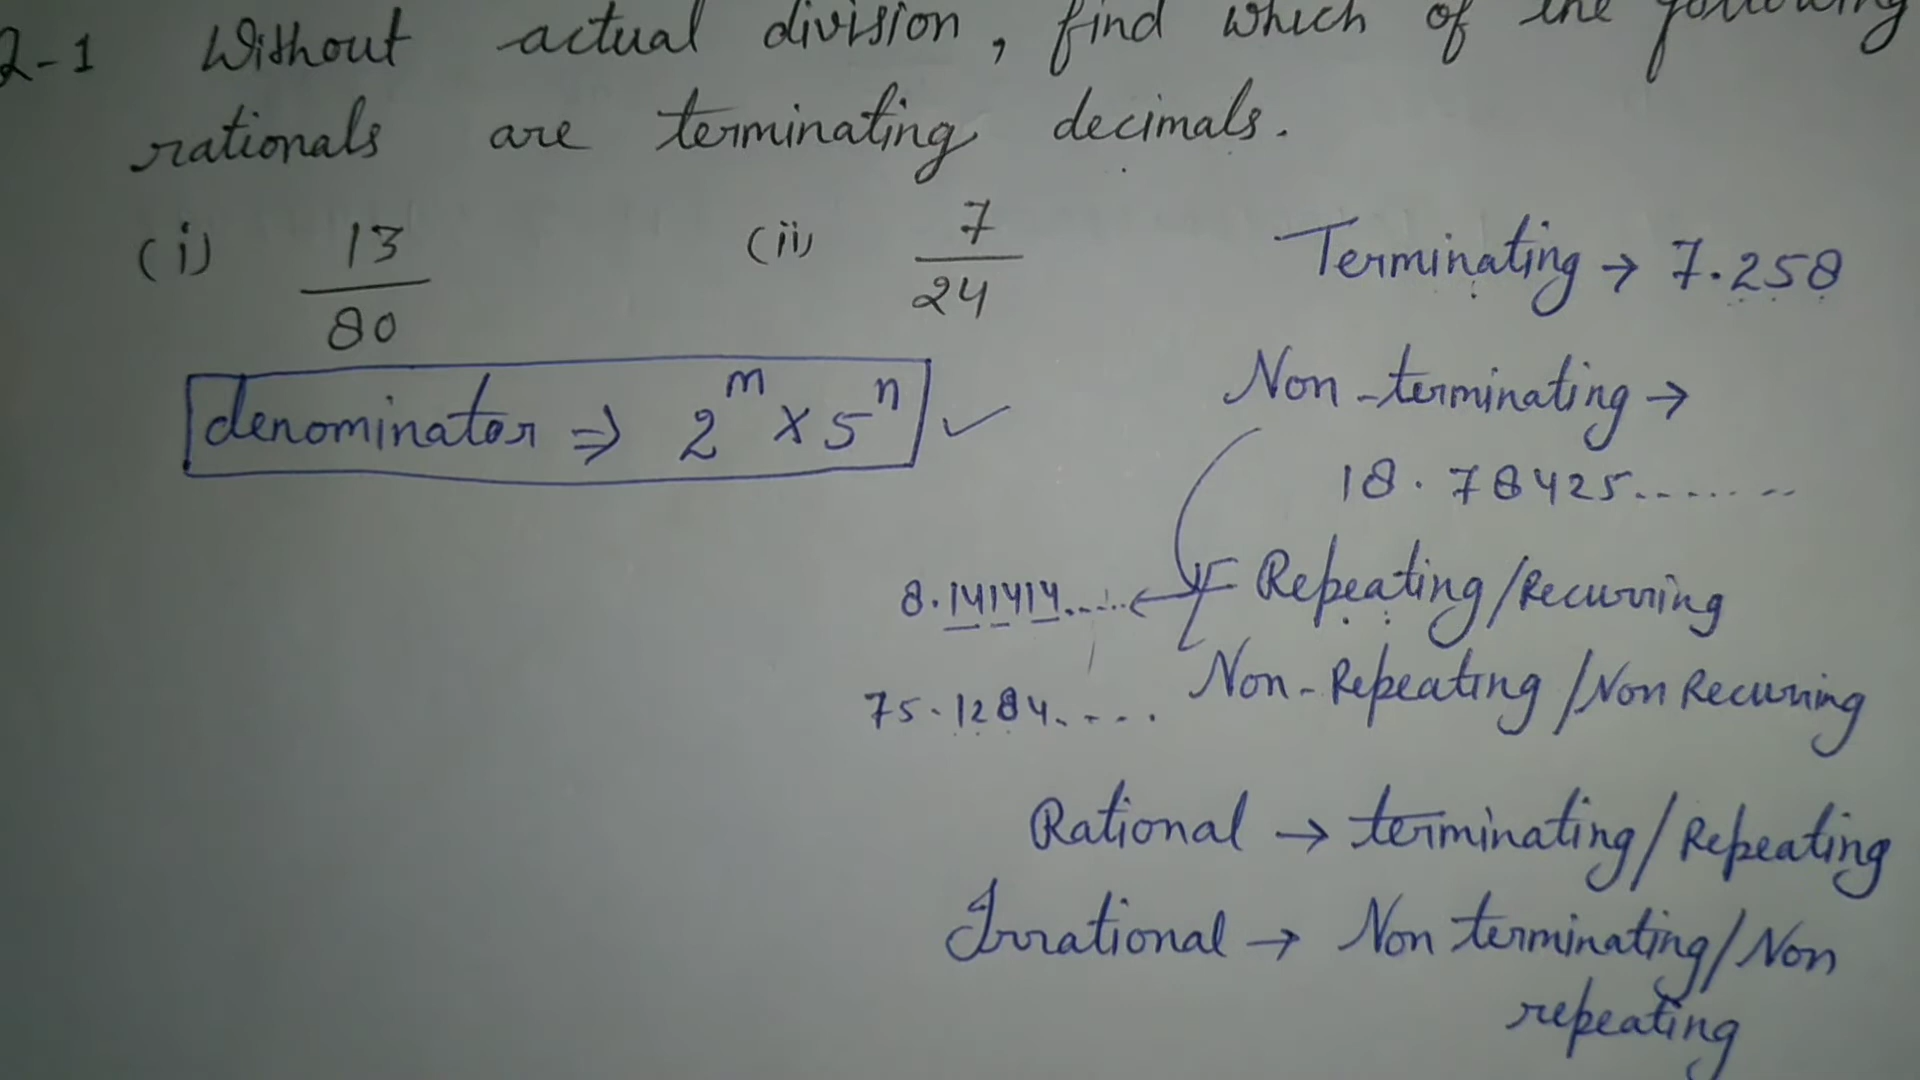 Q-1 Without actual division, find which of the following
rationals are terminating decimals.
(i) 13/80 (ii) 7/24
Terminating → 7.258
denominator ⇒ 2^m × 5^n ✓
Non-terminating →
18.78425........
8.141414...... ← Repeating/Recurring
75.1284..... Non-Repeating/Non Recurring
Rational → terminating/Repeating
Irrational → Non terminating/Non
repeating